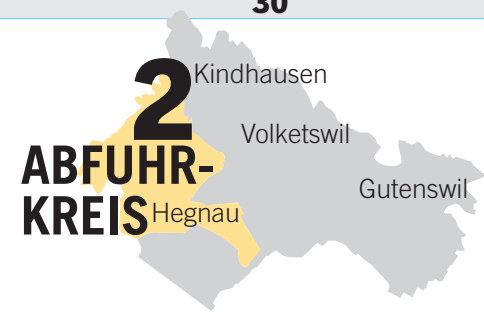 30
2
Kindhausen
Volketswil
ABFUHR-
Gutenswil
KREIS
Hegnau